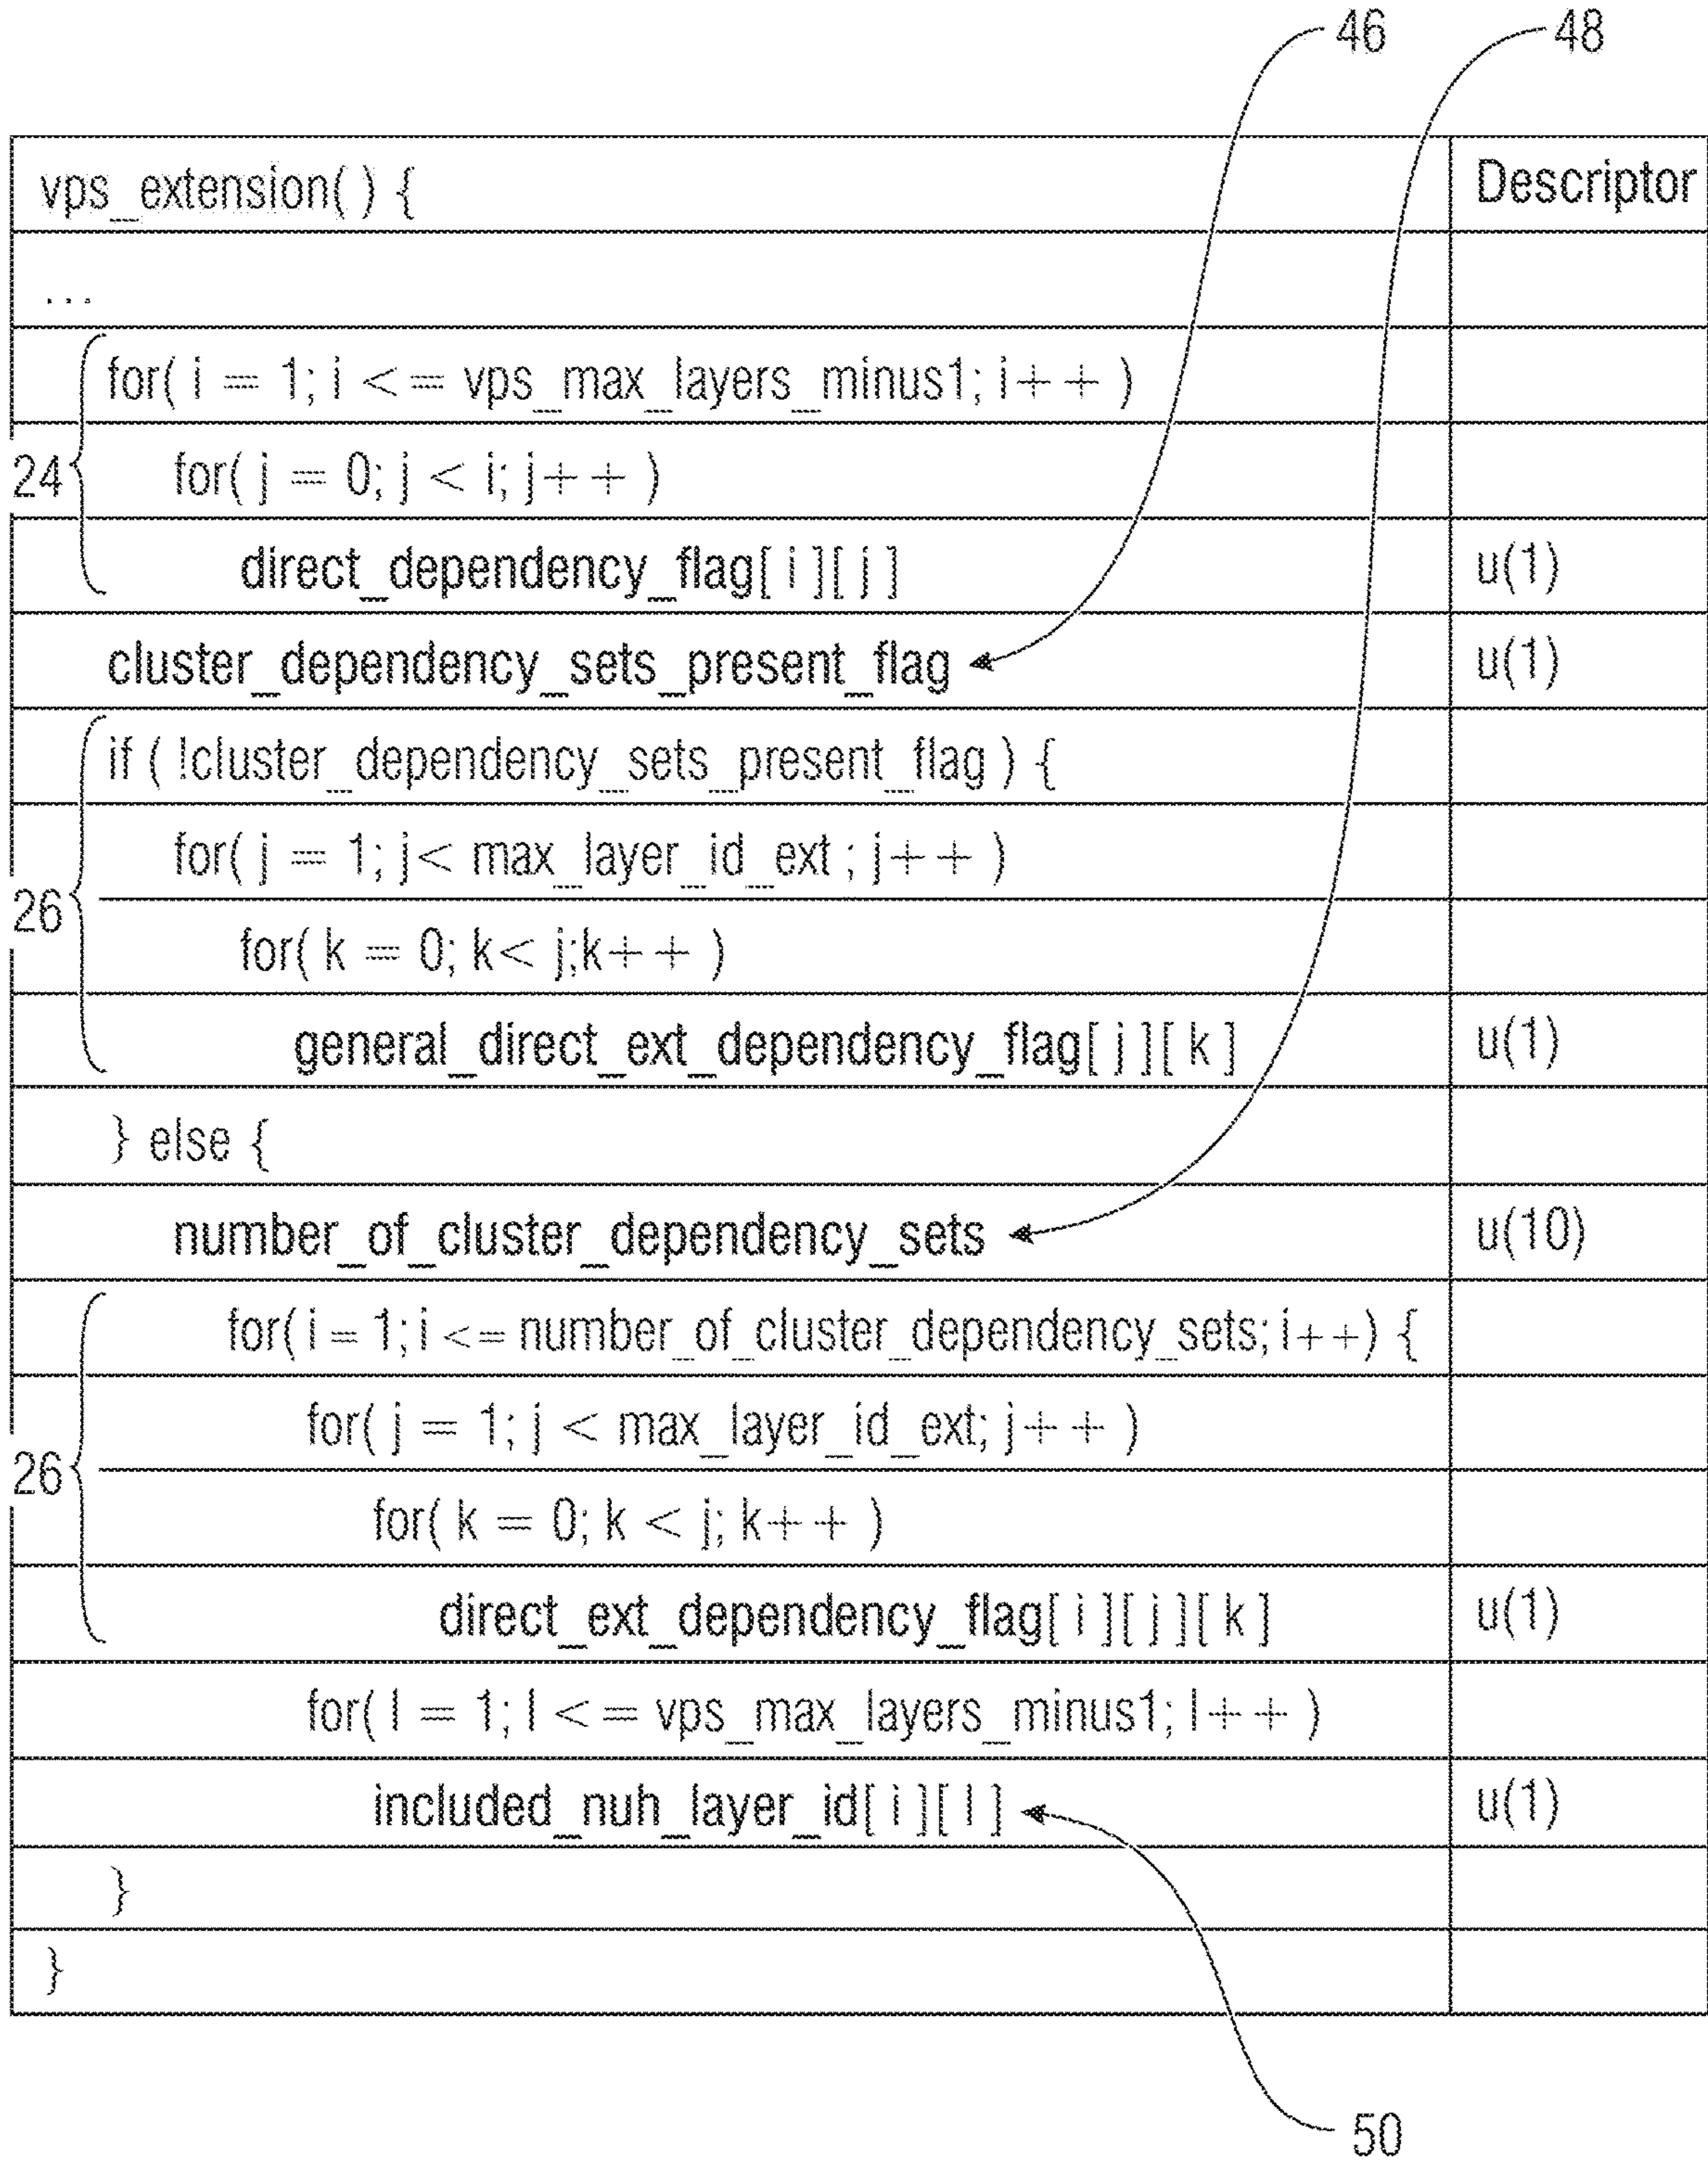 46 48
vps_extension( ) { Descriptor
...
for( i = 1; i <= vps_max_layers_minus1; i++ )
24 for( j = 0; j < i; j++ )
direct_dependency_flag[ i ][ j ] u(1)
cluster_dependency_sets_present_flag u(1)
if ( !cluster_dependency_sets_present_flag ) {
for( j = 1; j< max_layer_id_ext ; j++ )
26
for( k = 0; k< j;k++ )
general_direct_ext_dependency_flag[ j ][ k ] u(1)
} else {
number_of_cluster_dependency_sets u(10)
for( i = 1; i <= number_of_cluster_dependency_sets; i++) {
for( j = 1; j < max_layer_id_ext; j++ )
26
for( k = 0; k < j; k++ )
direct_ext_dependency_flag[ i ][ j ][ k ] u(1)
for( l = 1; l <= vps_max_layers_minus1; l++ )
included_nuh_layer_id[ i ][ l ] u(1)
}
}
50